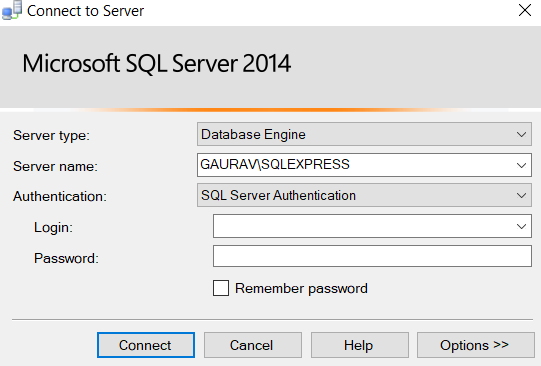 Connect to Server
Microsoft SQL Server 2014
Server type: Database Engine
Server name: GAURAV\SQLEXPRESS
Authentication: SQL Server Authentication
Login:
Password:
Remember password
Connect Cancel Help Options >>